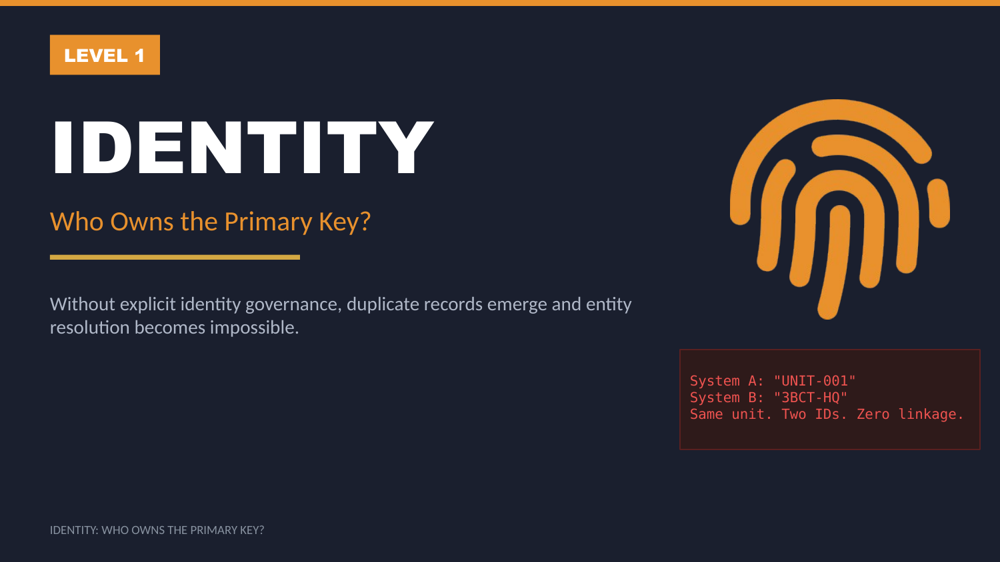 LEVEL 1
IDENTITY
Who Owns the Primary Key?
Without explicit identity governance, duplicate records emerge and entity
resolution becomes impossible.
System A: "UNIT-001"
System B: "3BCT-HQ"
Same unit. Two IDs. Zero linkage.
IDENTITY: WHO OWNS THE PRIMARY KEY?